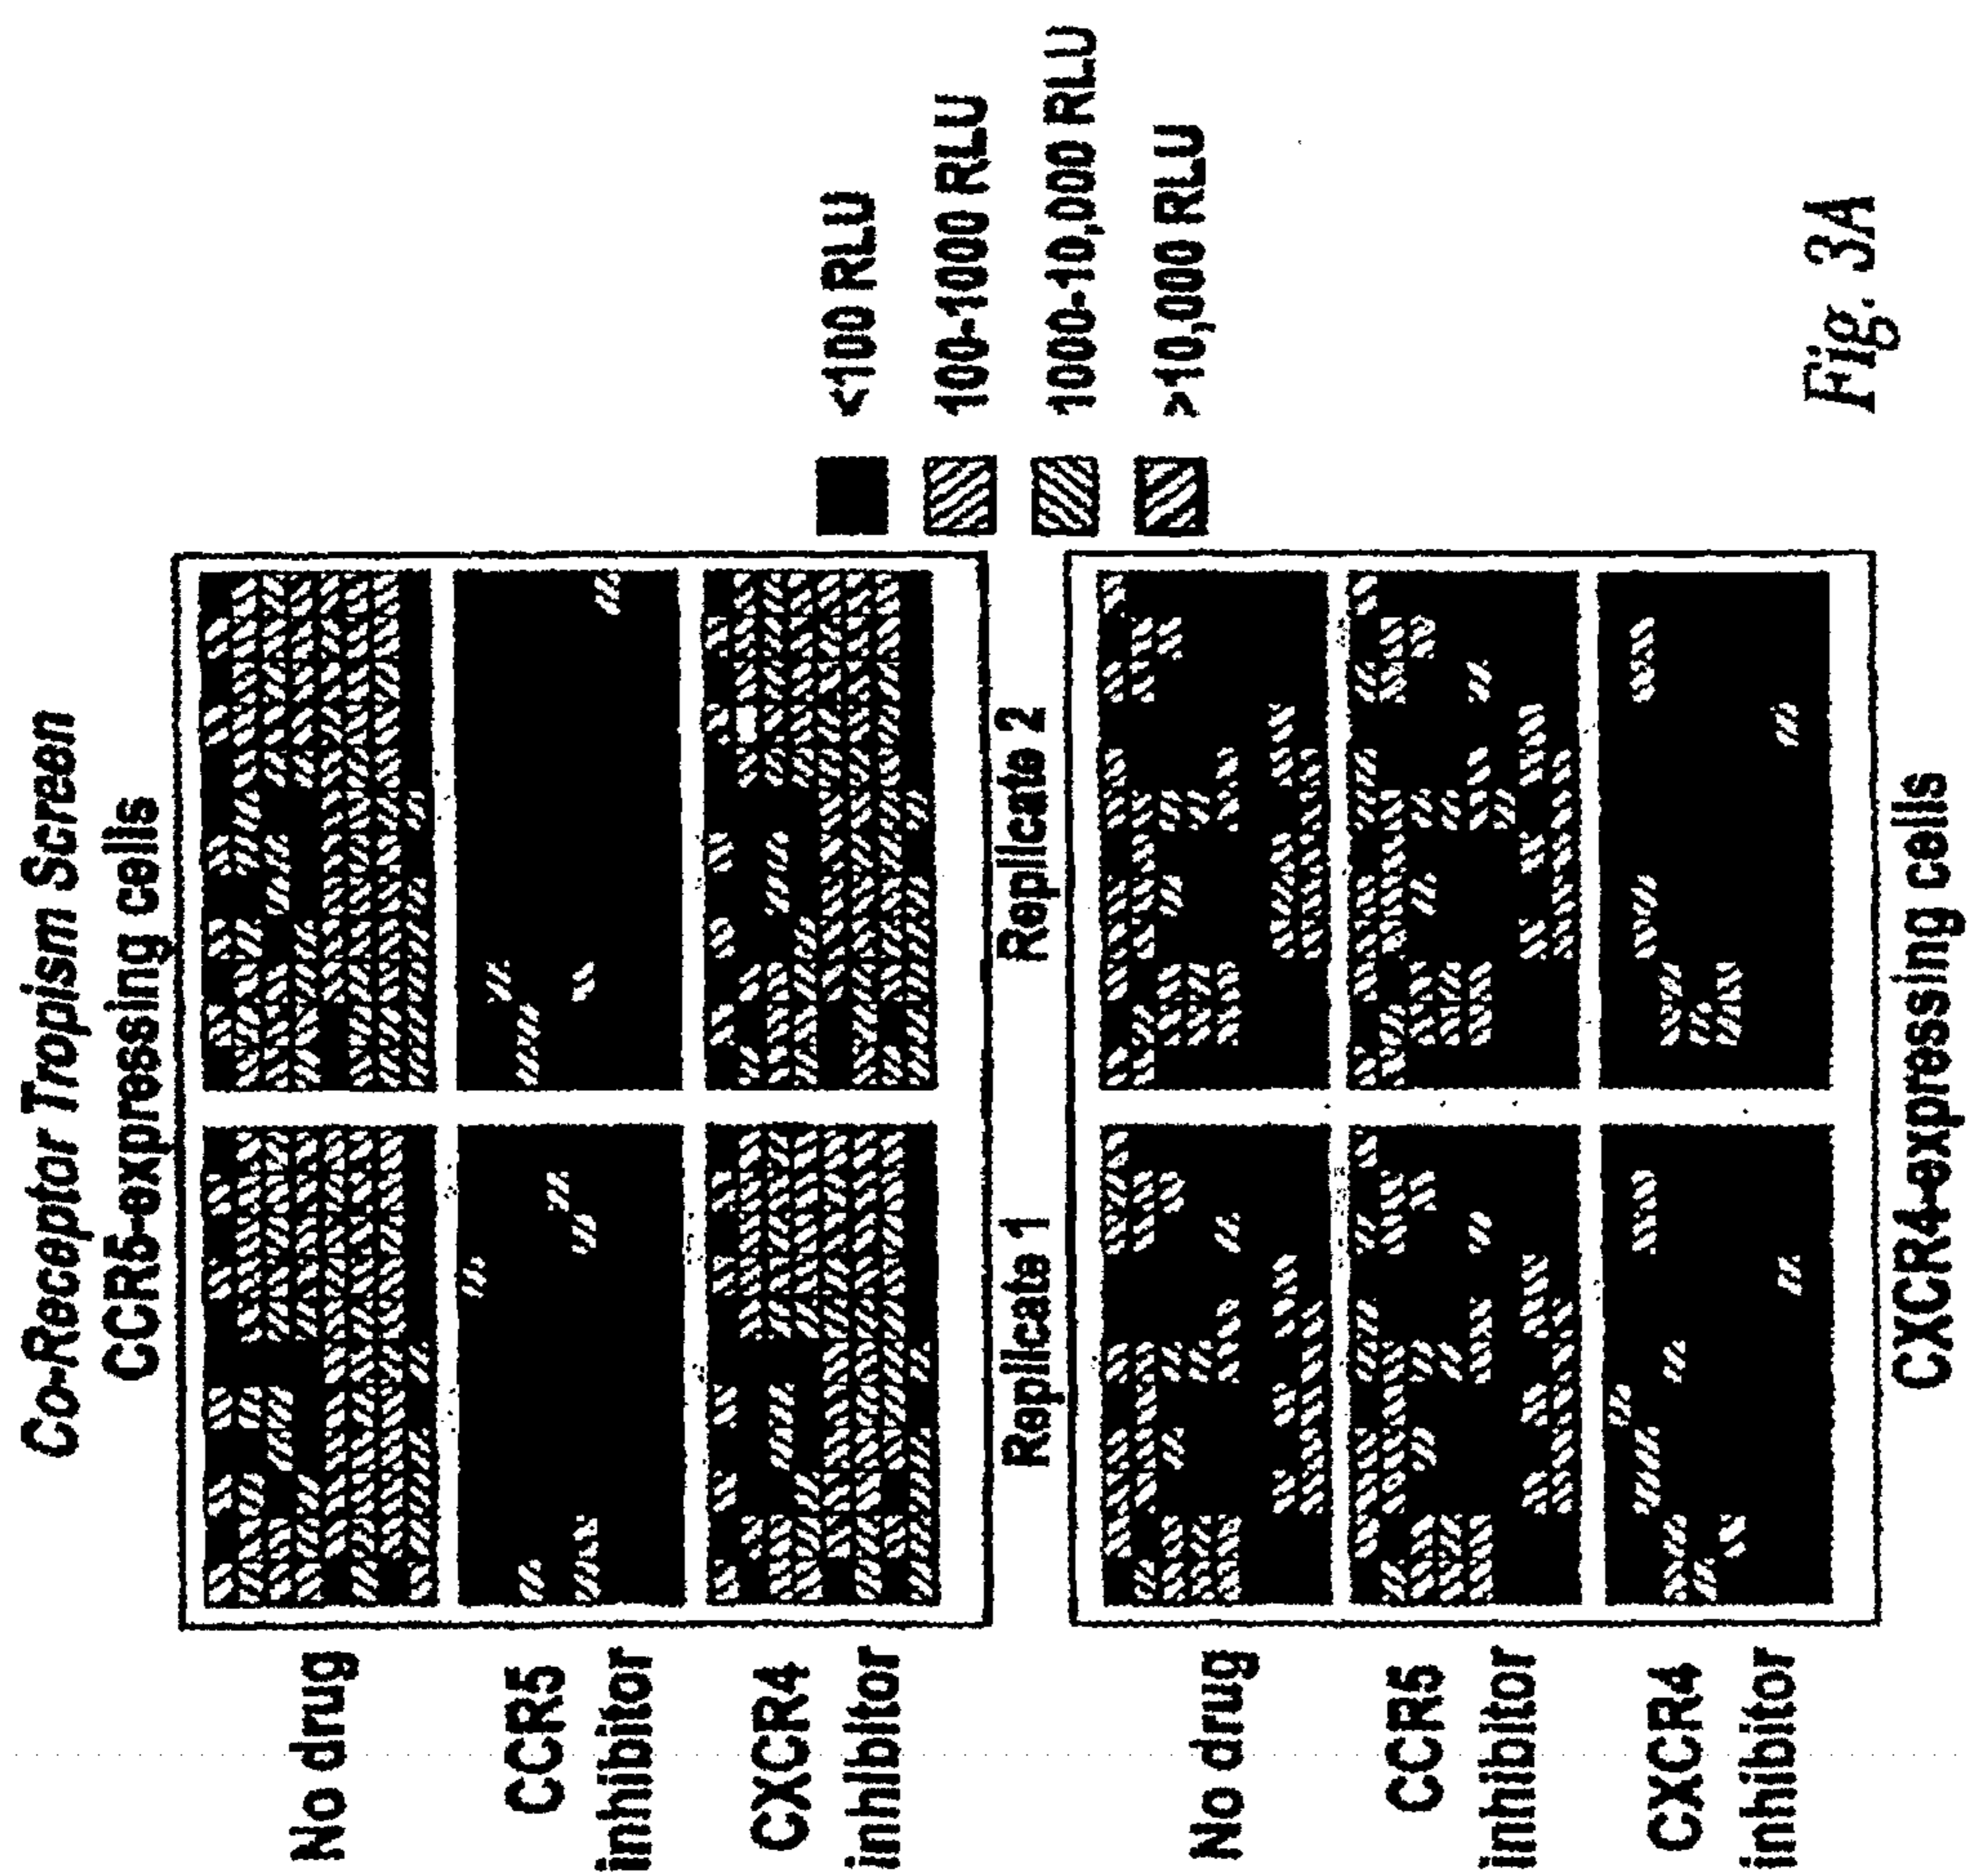 Co-Receptor Tropism Screen
CCR5-expressing cells
No drug
CCR5
inhibitor
CXCR4
inhibitor
Replicate 1
Replicate 2
No drug
CCR5
inhibitor
CXCR4
inhibitor
CXCR4-expressing cells
<100 RLU
100-1000 RLU
1000-10,000 RLU
>10,000 RLU
Fig. 3A